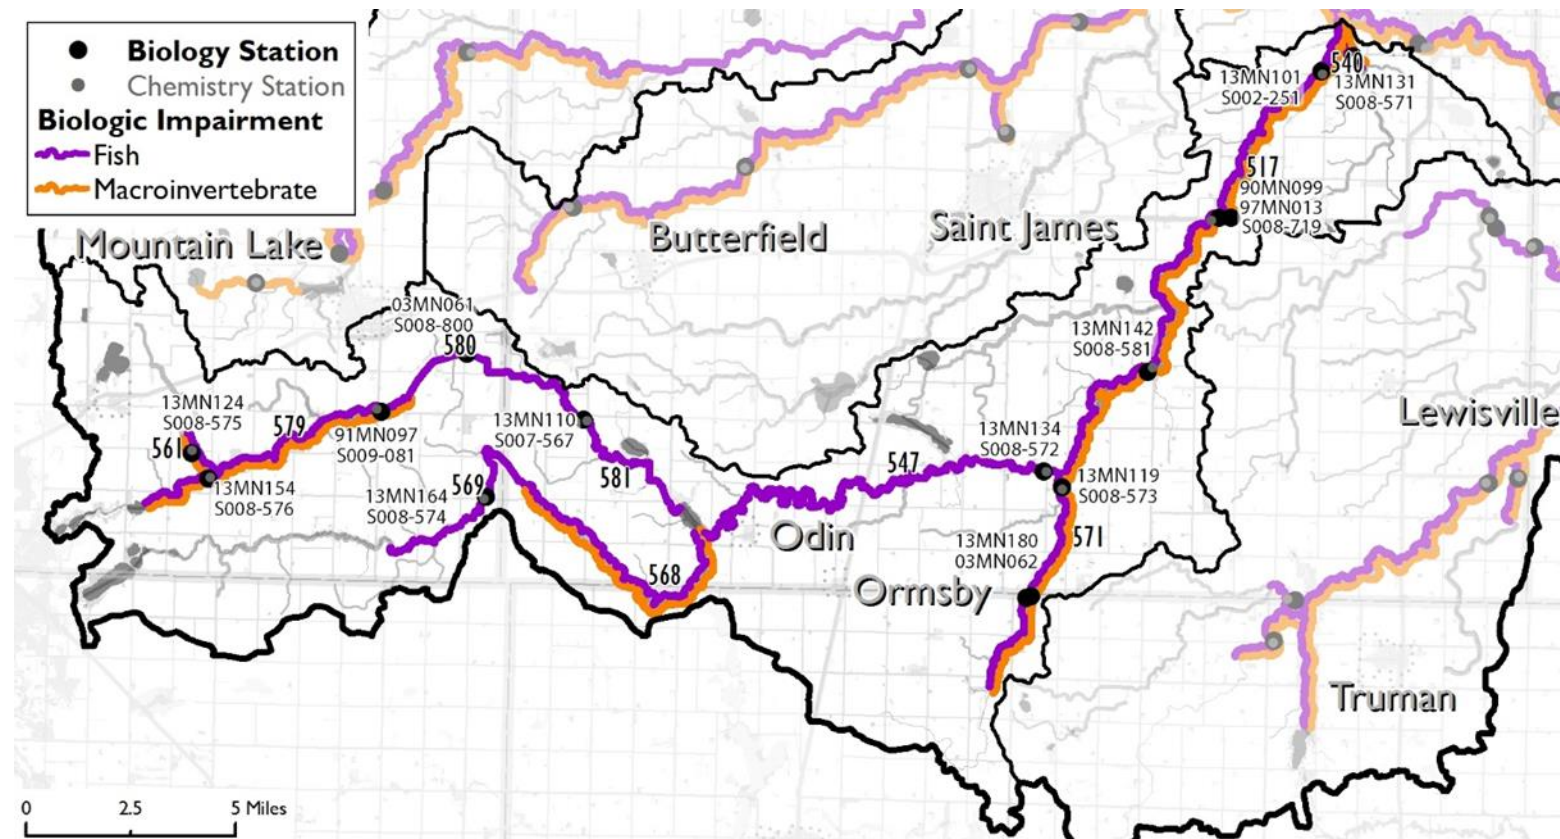 Biology Station
Chemistry Station
Biologic Impairment
Fish
Macroinvertebrate
13MN101
S002-251
540
13MN131
S008-571
517
90MN099
97MN013
S008-719
Mountain Lake
Butterfield
Saint James
03MN061
S008-800
580
13MN142
S008-581
13MN124
S008-575
561
579
91MN097
S009-081
13MN110
S007-567
13MN134
S008-572
Lewisville
13MN154
S008-576
13MN164
S008-574
569
581
547
13MN119
S008-573
Odin
571
13MN180
03MN062
568
Ormsby
Truman
0 2.5 5 Miles